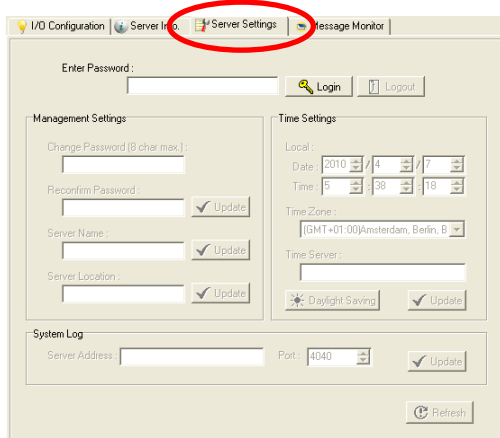 I/O Configuration Server Info. Server Settings Message Monitor
Enter Password :
Login Logout
Management Settings
Change Password (8 char max.) :
Reconfirm Password :
Update
Server Name :
Update
Server Location :
Update
Time Settings
Local :
Date : 2010 / 4 / 7
Time : 5 : 38 : 18
Time Zone :
(GMT+01:00)Amsterdam, Berlin, B
Time Server :
Daylight Saving Update
System Log
Server Address : Port : 4040 Update
Refresh